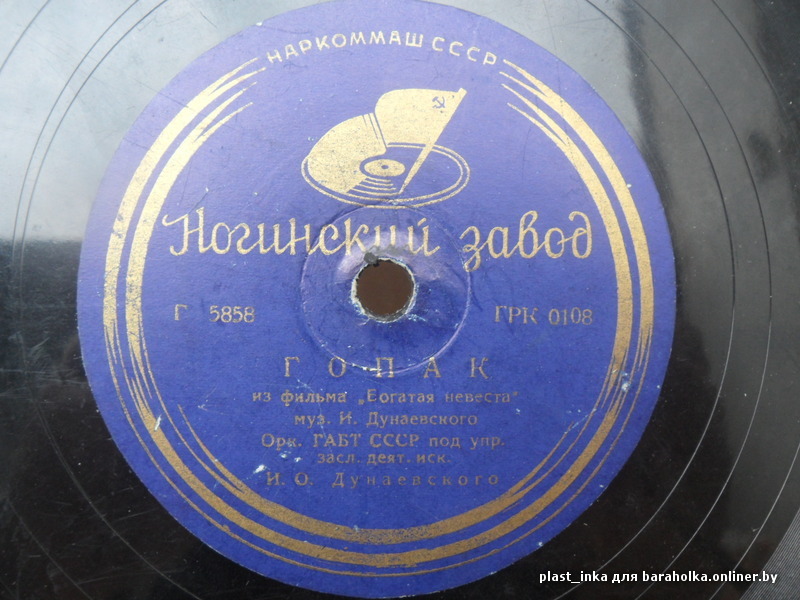 НАРКОММАШ СССР
Ногинский завод
Г 5858 ГРК 0108
ГОПАК
из фильма „Богатая невеста"
муз. И. Дунаевского
Орк. ГАБТ СССР под упр.
засл. деят. иск.
И. О. Дунаевского
plast_inka для baraholka.onliner.by